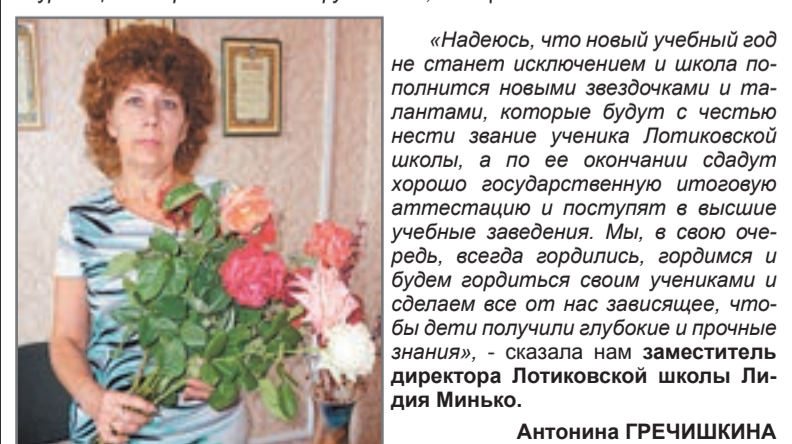 «Надеюсь, что новый учебный год
не станет исключением и школа по-
полнится новыми звездочками и та-
лантами, которые будут с честью
нести звание ученика Лотиковской
школы, а по ее окончании сдадут
хорошо государственную итоговую
аттестацию и поступят в высшие
учебные заведения. Мы, в свою оче-
редь, всегда гордились, гордимся и
будем гордиться своим учениками и
сделаем все от нас зависящее, что-
бы дети получили глубокие и прочные
знания», - сказала нам заместитель
директора Лотиковской школы Ли-
дия Минько.
Антонина ГРЕЧИШКИНА